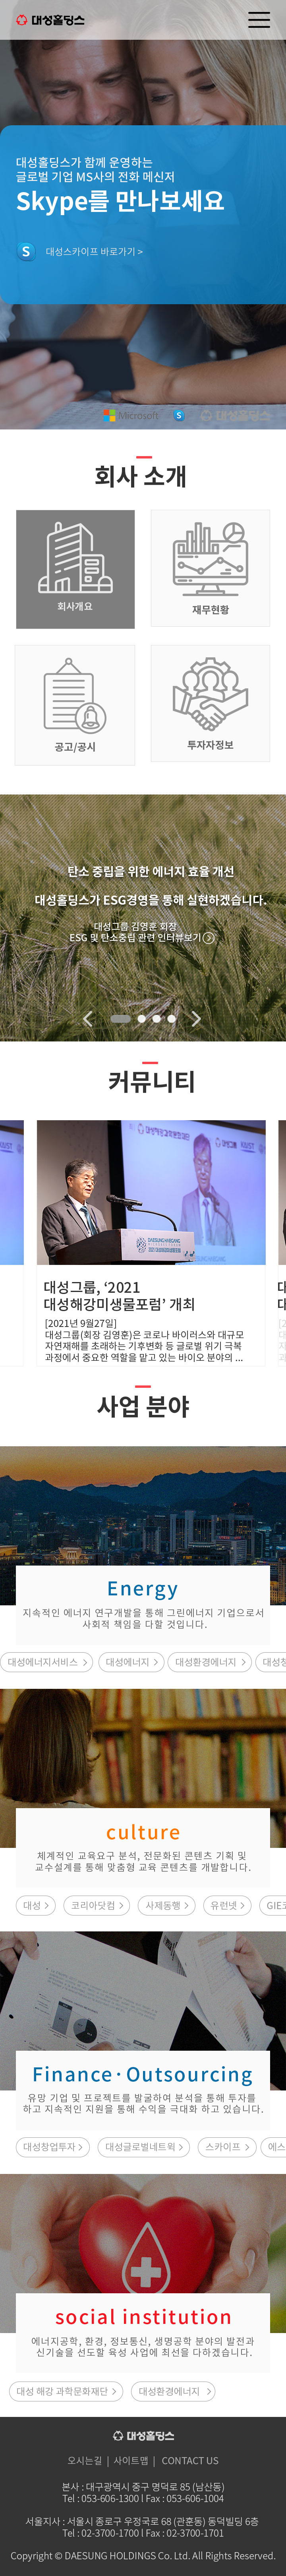 대성홀딩스
대성홀딩스가 함께 운영하는
글로벌 기업 MS사의 전화 메신저
Skype를 만나보세요
S 대성스카이프 바로가기 >
Microsoft S 대성홀딩스
회사 소개
회사개요
재무현황
공고/공시
투자자정보
탄소 중립을 위한 에너지 효율 개선
대성홀딩스가 ESG경영을 통해 실현하겠습니다.
대성그룹 김영훈 회장
ESG 및 탄소중립 관련 인터뷰보기
커뮤니티
대성그룹, ‘2021
대성해강미생물포럼’ 개최
[2021년 9월27일]
대성그룹(회장 김영훈)은 코로나 바이러스와 대규모
자연재해를 초래하는 기후변화 등 글로벌 위기 극복
과정에서 중요한 역할을 맡고 있는 바이오 분야의 ...
사업 분야
Energy
지속적인 에너지 연구개발을 통해 그린에너지 기업으로서
사회적 책임을 다할 것입니다.
대성에너지서비스 > 대성에너지 > 대성환경에너지 > 대성청
culture
체계적인 교육요구 분석, 전문화된 콘텐츠 기획 및
교수설계를 통해 맞춤형 교육 콘텐츠를 개발합니다.
대성 > 코리아닷컴 > 사제동행 > 유런넷 > GIE
Finance·Outsourcing
유망 기업 및 프로젝트를 발굴하여 분석을 통해 투자를
하고 지속적인 지원을 통해 수익을 극대화 하고 있습니다.
대성창업투자 > 대성글로벌네트윅 > 스카이프 > 에스
social institution
에너지공학, 환경, 정보통신, 생명공학 분야의 발전과
신기술을 선도할 육성 사업에 최선을 다하겠습니다.
대성 해강 과학문화재단 > 대성환경에너지 >
대성홀딩스
오시는길 | 사이트맵 | CONTACT US
본사 : 대구광역시 중구 명덕로 85 (남산동)
Tel : 053-606-1300 l Fax : 053-606-1004
서울지사 : 서울시 종로구 우정국로 68 (관훈동) 동덕빌딩 6층
Tel : 02-3700-1700 l Fax : 02-3700-1701
Copyright © DAESUNG HOLDINGS Co. Ltd. All Rights Reserved.